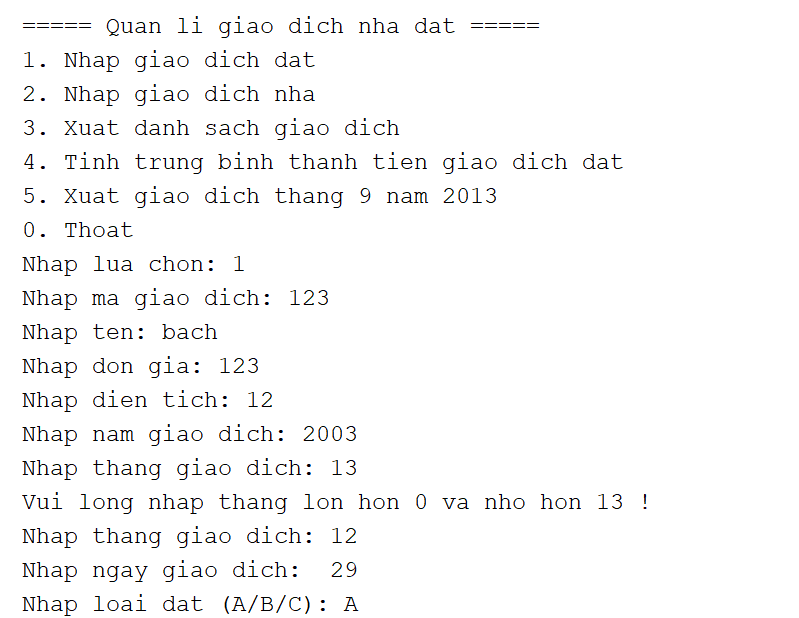 ===== Quan li giao dich nha dat =====
1. Nhap giao dich dat
2. Nhap giao dich nha
3. Xuat danh sach giao dich
4. Tinh trung binh thanh tien giao dich dat
5. Xuat giao dich thang 9 nam 2013
0. Thoat
Nhap lua chon: 1
Nhap ma giao dich: 123
Nhap ten: bach
Nhap don gia: 123
Nhap dien tich: 12
Nhap nam giao dich: 2003
Nhap thang giao dich: 13
Vui long nhap thang lon hon 0 va nho hon 13 !
Nhap thang giao dich: 12
Nhap ngay giao dich:  29
Nhap loai dat (A/B/C): A